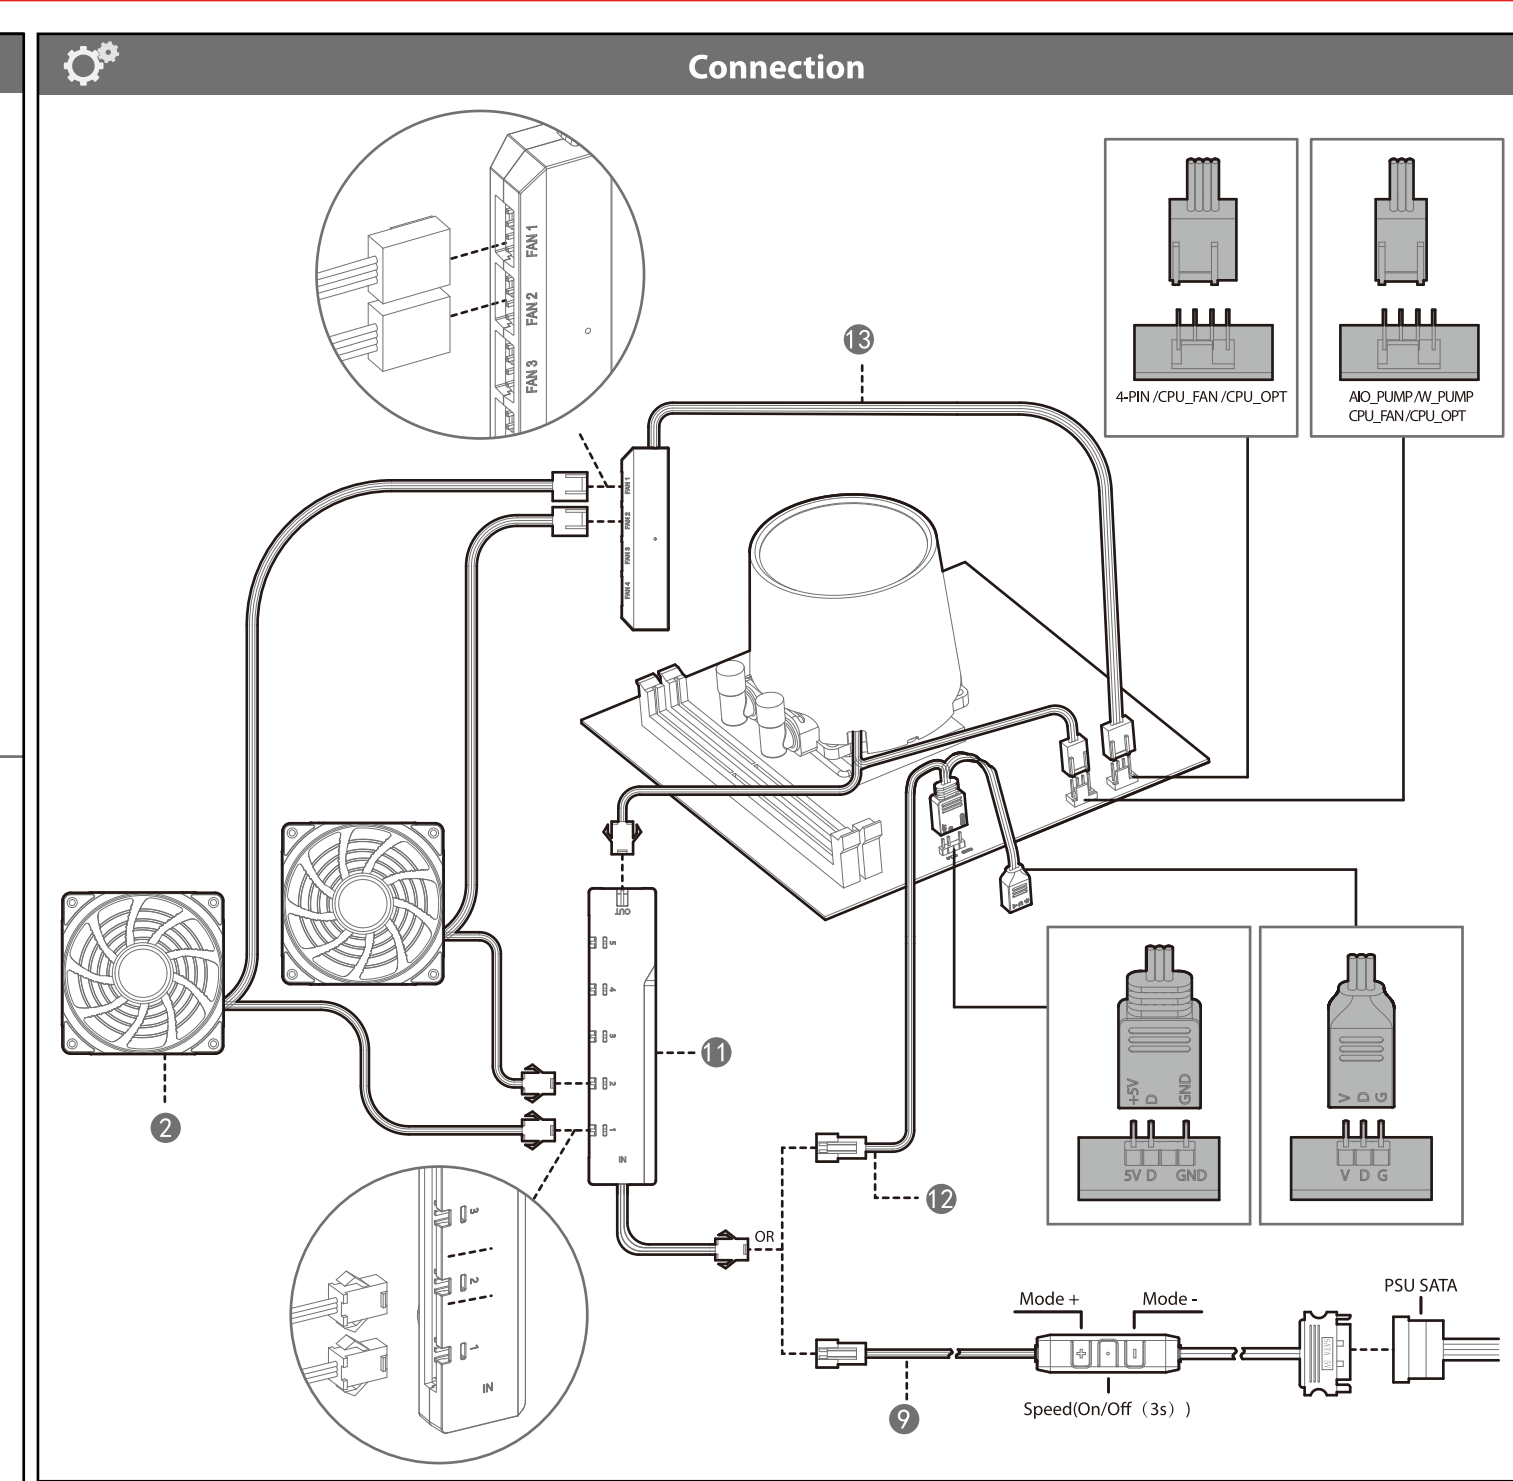 Connection
FAN 1
FAN 2
FAN 3
13
4-PIN /CPU_FAN /CPU_OPT
AIO_PUMP /W_PUMP
CPU_FAN /CPU_OPT
FAN 1
FAN 2
FAN 3
FAN 4
OUT
5
4
3
2
1
IN
11
2
+5V D GND
5V D GND
V D G
V D G
12
OR
3
2
1
IN
Mode +
Mode -
PSU SATA
+
-
SATA 5V
9
Speed(On/Off（3s）)